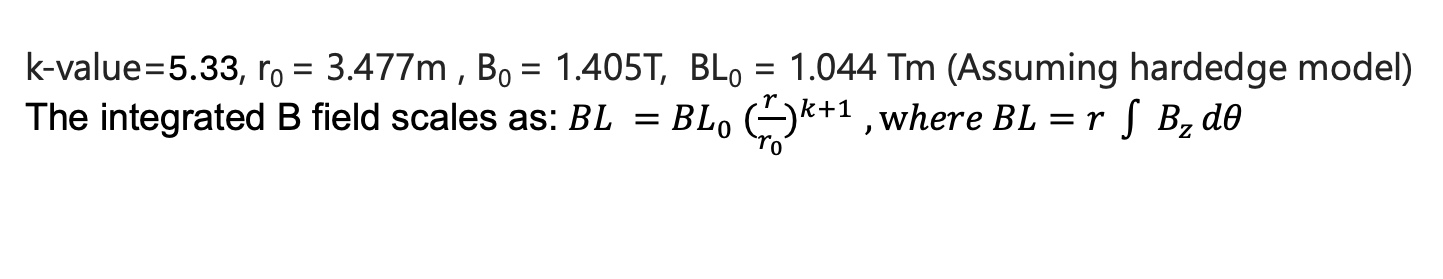 k-value=5.33, r₀ = 3.477m , B₀ = 1.405T, BL₀ = 1.044 Tm (Assuming hardedge model)
The integrated B field scales as: 𝐵𝐿 = 𝐵𝐿₀ (𝑟/𝑟₀)^{𝑘+1} , 𝑤ℎ𝑒𝑟𝑒 𝐵𝐿 = 𝑟 ∫ 𝐵_𝑧 𝑑𝜃